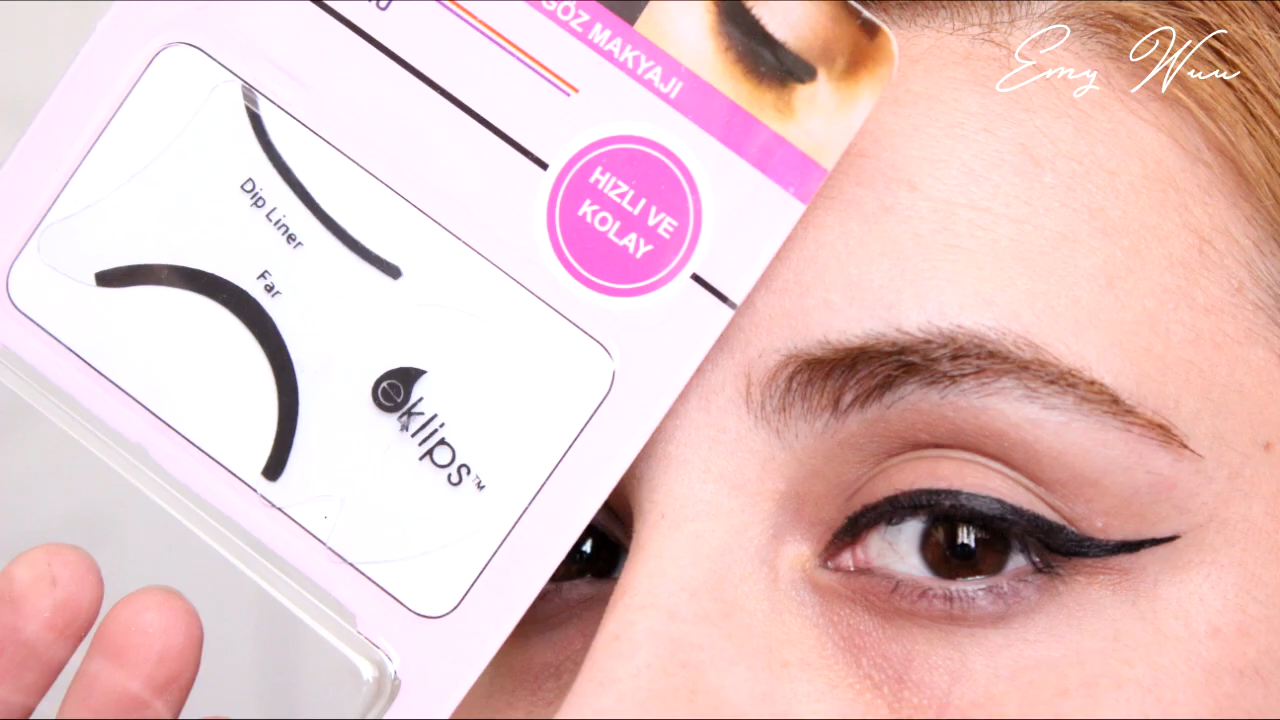 GÖZ MAKYAJI
HIZLI VE
KOLAY
Dip Liner
Far
eklips™
Emy Wuu